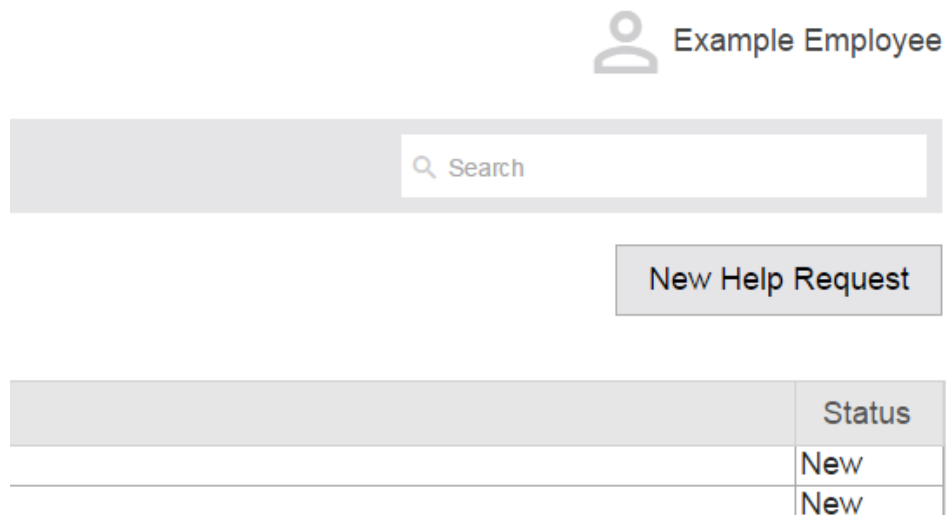 Example Employee
Search
New Help Request
Status
New
New